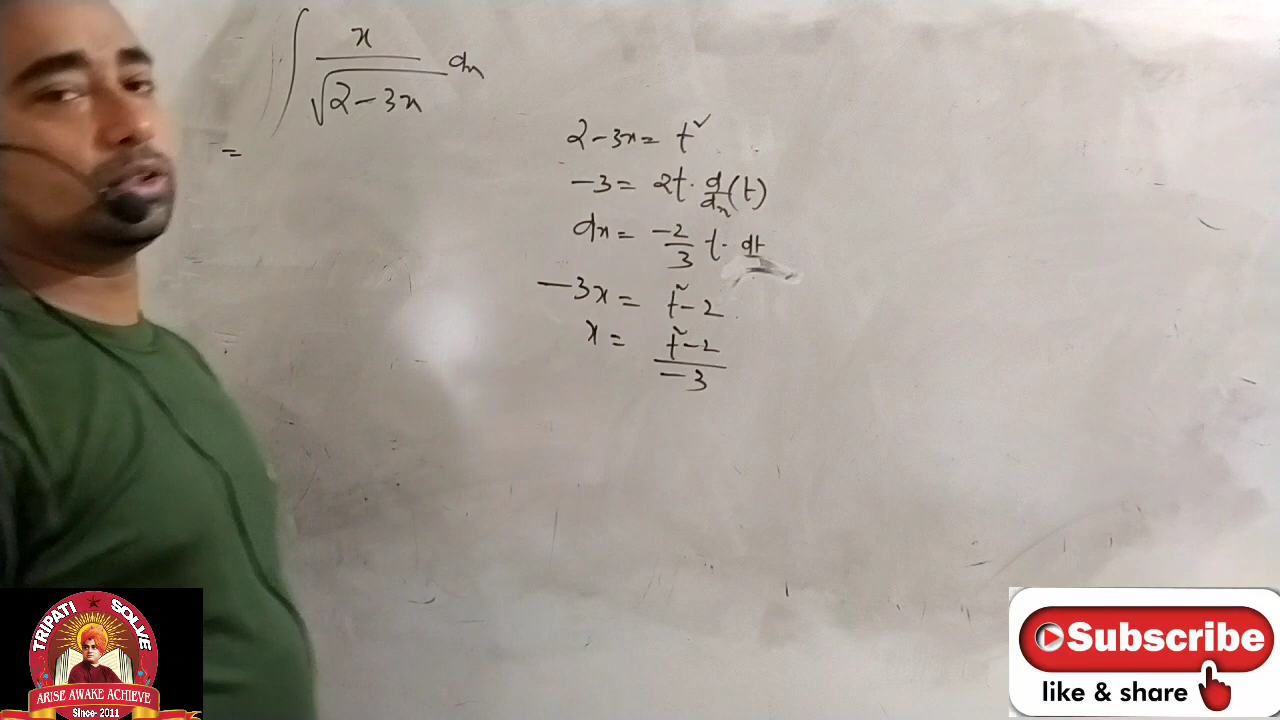 ∫ x / √(2-3x) dx
=
2-3x = t²
-3 = 2t · d/dx (t)
dx = -2/3 t · dt
-3x = t²-2
x = (t²-2) / -3
TRIPATI ★ SOLVE
ARISE AWAKE ACHIEVE
Since- 2011
Subscribe
like & share